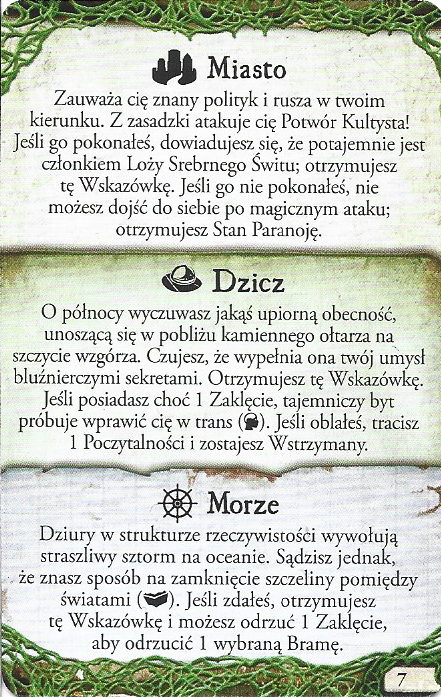 Miasto
Zauważa cię znany polityk i rusza w twoim
kierunku. Z zasadzki atakuje cię Potwór Kultysta!
Jeśli go pokonałeś, dowiadujesz się, że potajemnie jest
członkiem Loży Srebrnego Świtu; otrzymujesz
tę Wskazówkę. Jeśli go nie pokonałeś, nie
możesz dojść do siebie po magicznym ataku;
otrzymujesz Stan Paranoję.
Dzicz
O północy wyczuwasz jakąś upiorną obecność,
unoszącą się w pobliżu kamiennego ołtarza na
szczycie wzgórza. Czujesz, że wypełnia ona twój umysł
bluźnierczymi sekretami. Otrzymujesz tę Wskazówkę.
Jeśli posiadasz choć 1 Zaklęcie, tajemniczy byt
próbuje wprawić cię w trans (). Jeśli oblałeś, tracisz
1 Poczytalności i zostajesz Wstrzymany.
Morze
Dziury w strukturze rzeczywistości wywołują
straszliwy sztorm na oceanie. Sądzisz jednak,
że znasz sposób na zamknięcie szczeliny pomiędzy
światami (). Jeśli zdałeś, otrzymujesz
tę Wskazówkę i możesz odrzuć 1 Zaklęcie,
aby odrzucić 1 wybraną Bramę.
7